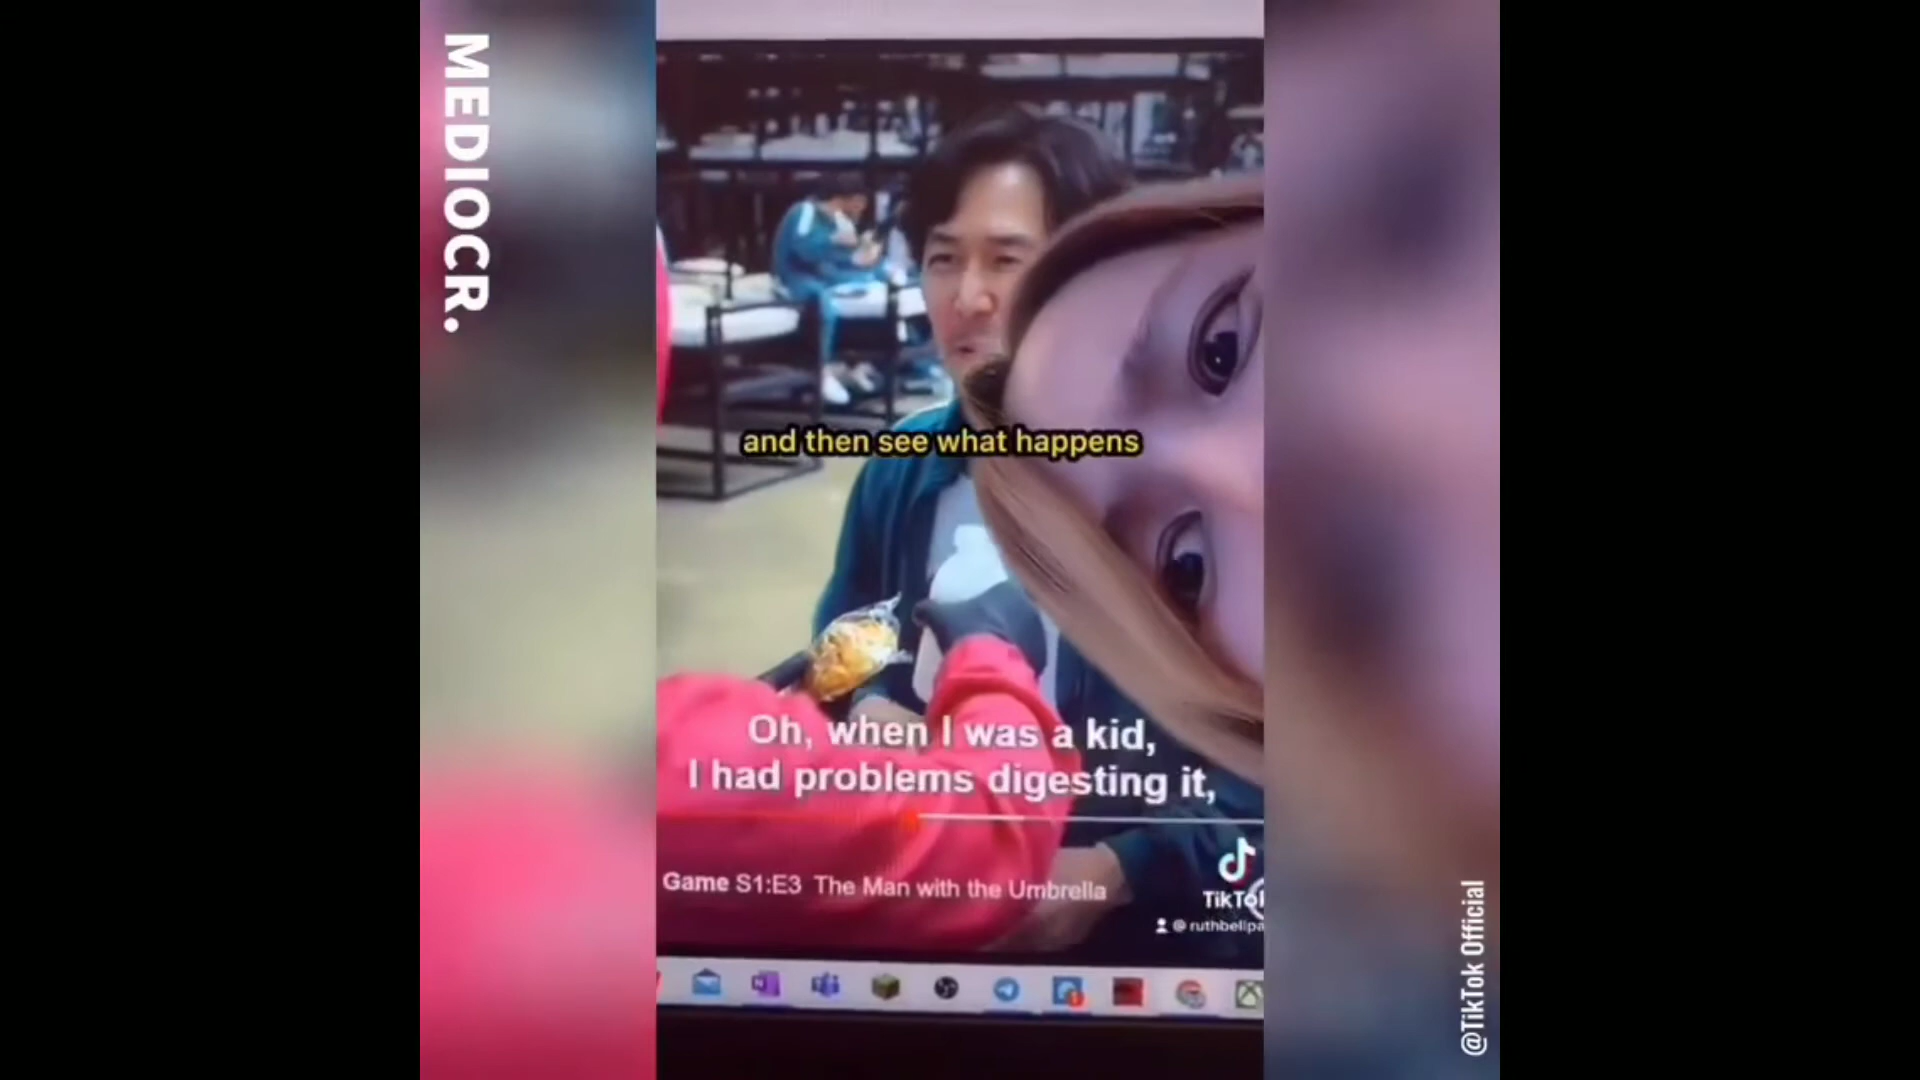 MEDIOCR.
and then see what happens
Oh, when I was a kid,
I had problems digesting it,
Game S1:E3 The Man with the Umbrella
TikTok
@ruthbellpa
@TikTok Official